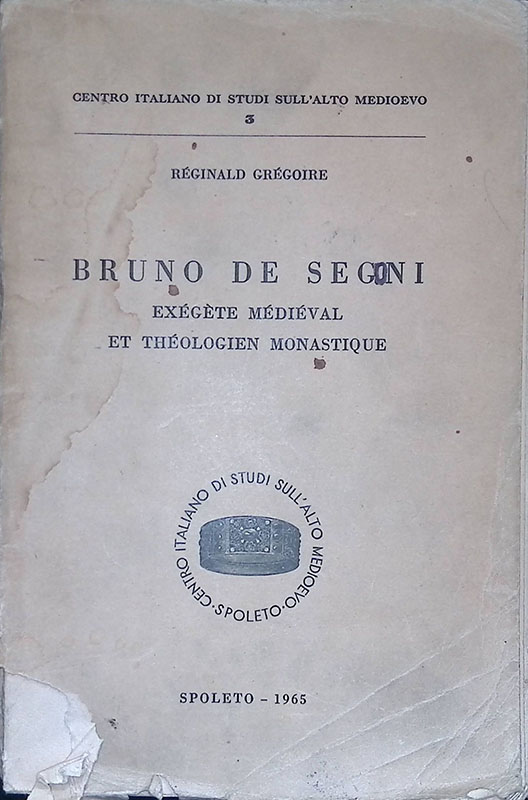 CENTRO ITALIANO DI STUDI SULL'ALTO MEDIOEVO
3
RÉGINALD GRÉGOIRE
BRUNO DE SEGNI
EXÉGÈTE MÉDIÉVAL
ET THÉOLOGIEN MONASTIQUE
CENTRO ITALIANO DI STUDI SULL'ALTO MEDIOEVO · SPOLETO ·
SPOLETO - 1965